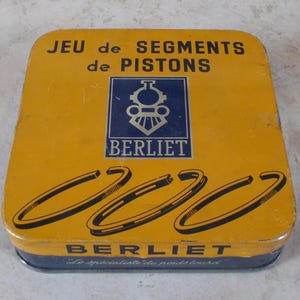 JEU de SEGMENTS
de PISTONS
BERLIET
BERLIET
Le spécialiste du poids lourd